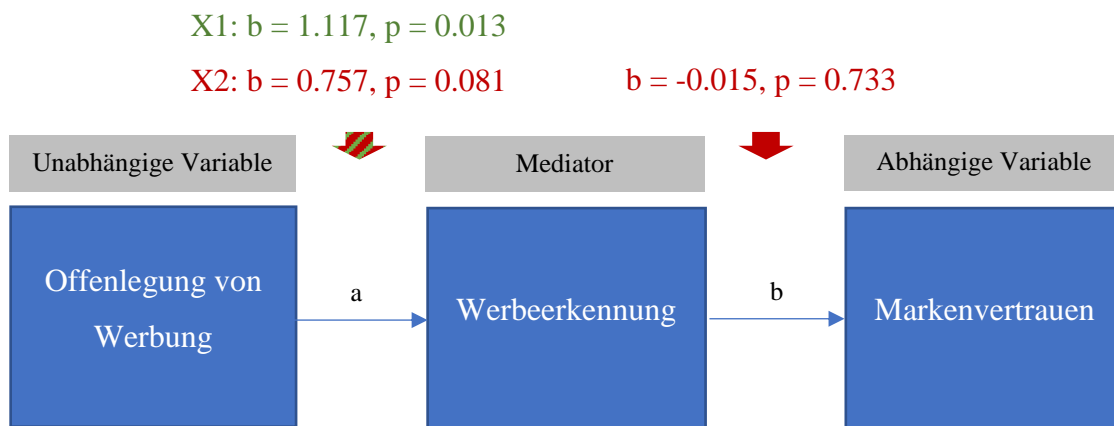 X1: b = 1.117, p = 0.013
X2: b = 0.757, p = 0.081
b = -0.015, p = 0.733
Unabhängige Variable
Mediator
Abhängige Variable
Offenlegung von
Werbung
a
Werbeerkennung
b
Markenvertrauen